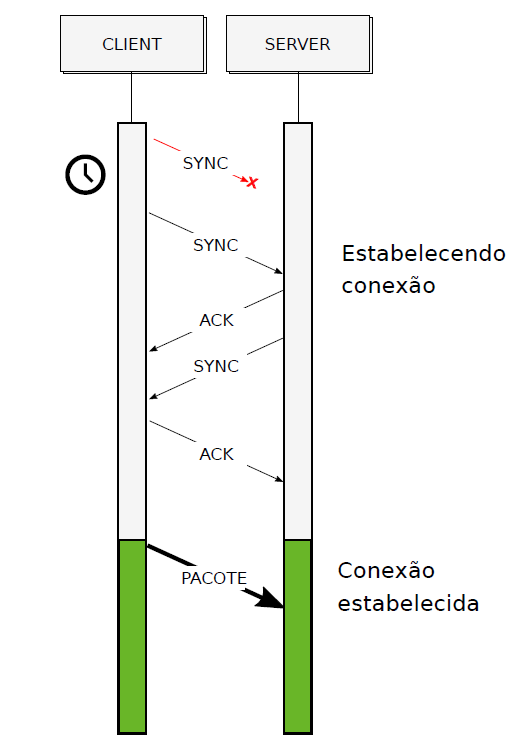 CLIENT
SERVER
SYNC
x
SYNC
Estabelecendo
conexão
ACK
SYNC
ACK
Conexão
PACOTE
estabelecida